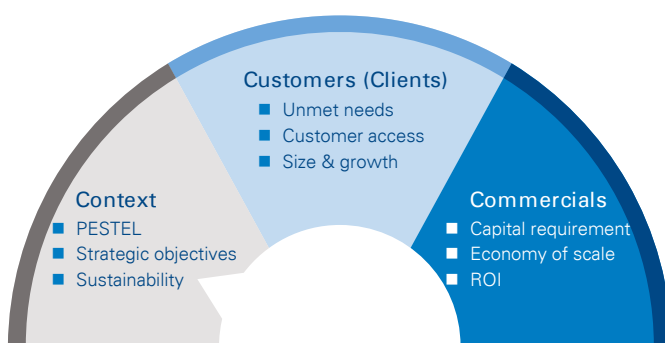 Customers (Clients)
Unmet needs
Customer access
Size & growth
Context
PESTEL
Strategic objectives
Sustainability
Commercials
Capital requirement
Economy of scale
ROI